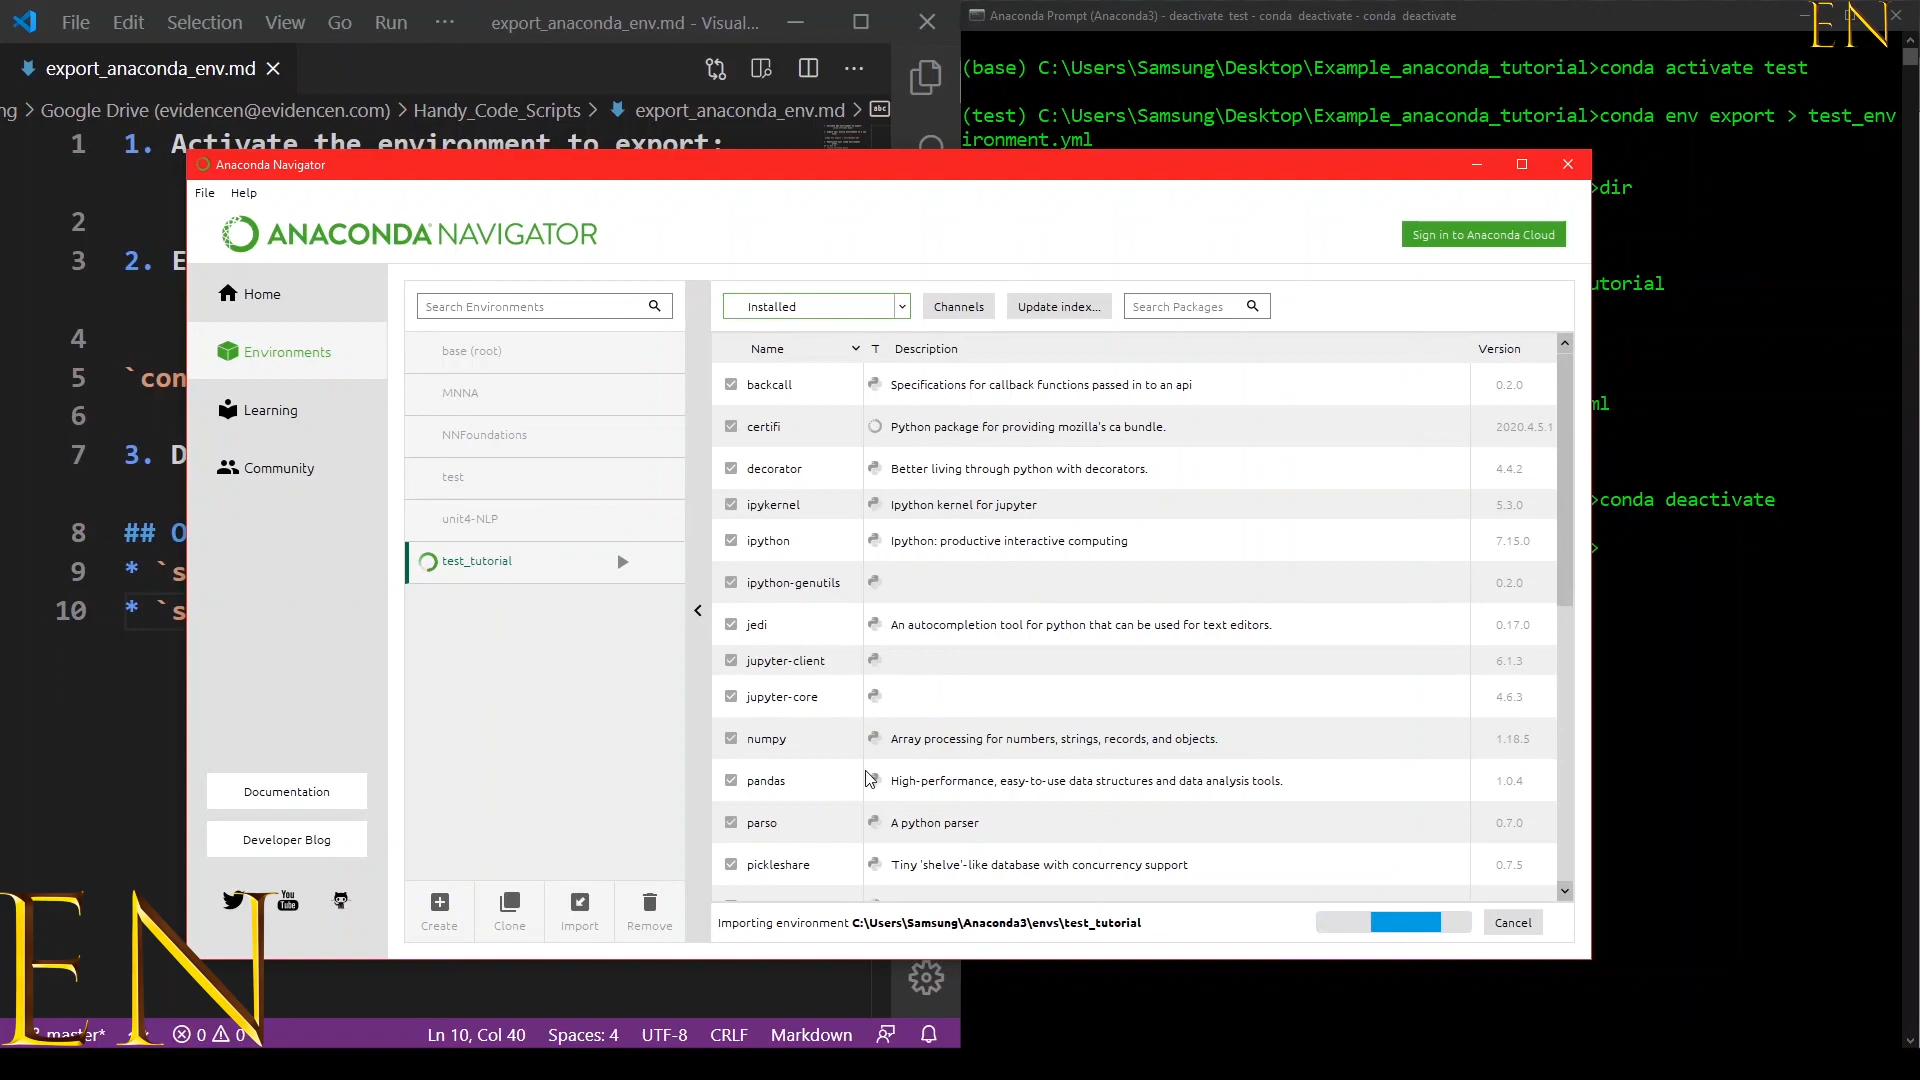 File Edit Selection View Go Run ··· export_anaconda_env.md - Visual...
export_anaconda_env.md
ng > Google Drive (evidencen@evidencen.com) > Handy_Code_Scripts > export_anaconda_env.md >
1 1. Activate the environment to export:
2
3 2. E
4
5 `con
6
7 3. D
8 ## O
9 * `s
10 * `s
Anaconda Navigator
File Help
ANACONDA NAVIGATOR
Sign in to Anaconda Cloud
Home
Environments
Learning
Community
Documentation
Developer Blog
You Tube
Search Environments
base (root)
MNNA
NNFoundations
test
unit4-NLP
test_tutorial
Create Clone Import Remove
Installed Channels Update index... Search Packages
Name T Description Version
backcall Specifications for callback functions passed in to an api 0.2.0
certifi Python package for providing mozilla's ca bundle. 2020.4.5.1
decorator Better living through python with decorators. 4.4.2
ipykernel Ipython kernel for jupyter 5.3.0
ipython Ipython: productive interactive computing 7.15.0
ipython-genutils 0.2.0
jedi An autocompletion tool for python that can be used for text editors. 0.17.0
jupyter-client 6.1.3
jupyter-core 4.6.3
numpy Array processing for numbers, strings, records, and objects. 1.18.5
pandas High-performance, easy-to-use data structures and data analysis tools. 1.0.4
parso A python parser 0.7.0
pickleshare Tiny 'shelve'-like database with concurrency support 0.7.5
Importing environment C:\Users\Samsung\Anaconda3\envs\test_tutorial Cancel
master* 0 0 Ln 10, Col 40 Spaces: 4 UTF-8 CRLF Markdown
EN
Anaconda Prompt (Anaconda3) - deactivate test - conda deactivate - conda deactivate
EN
(base) C:\Users\Samsung\Desktop\Example_anaconda_tutorial>conda activate test
(test) C:\Users\Samsung\Desktop\Example_anaconda_tutorial>conda env export > test_env
ironment.yml
>dir
utorial
ml
>conda deactivate
>